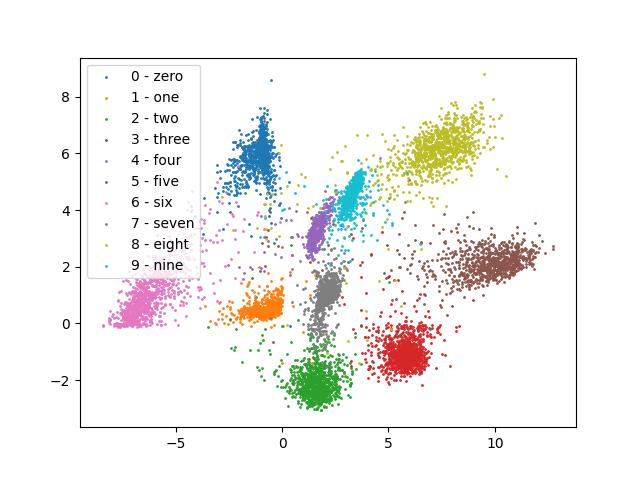 0 - zero
1 - one
2 - two
3 - three
4 - four
5 - five
6 - six
7 - seven
8 - eight
9 - nine
8
6
4
2
0
−2
−5
0
5
10